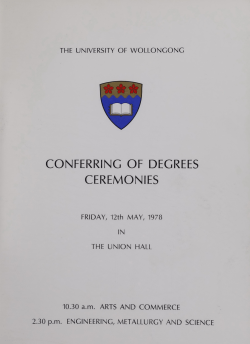 THE UNIVERSITY OF WOLLONGONG
CONFERRING OF DEGREES
CEREMONIES
FRIDAY, 12th MAY, 1978
IN
THE UNION HALL
10.30 a.m. ARTS AND COMMERCE
2.30 p.m. ENGINEERING, METALLURGY AND SCIENCE